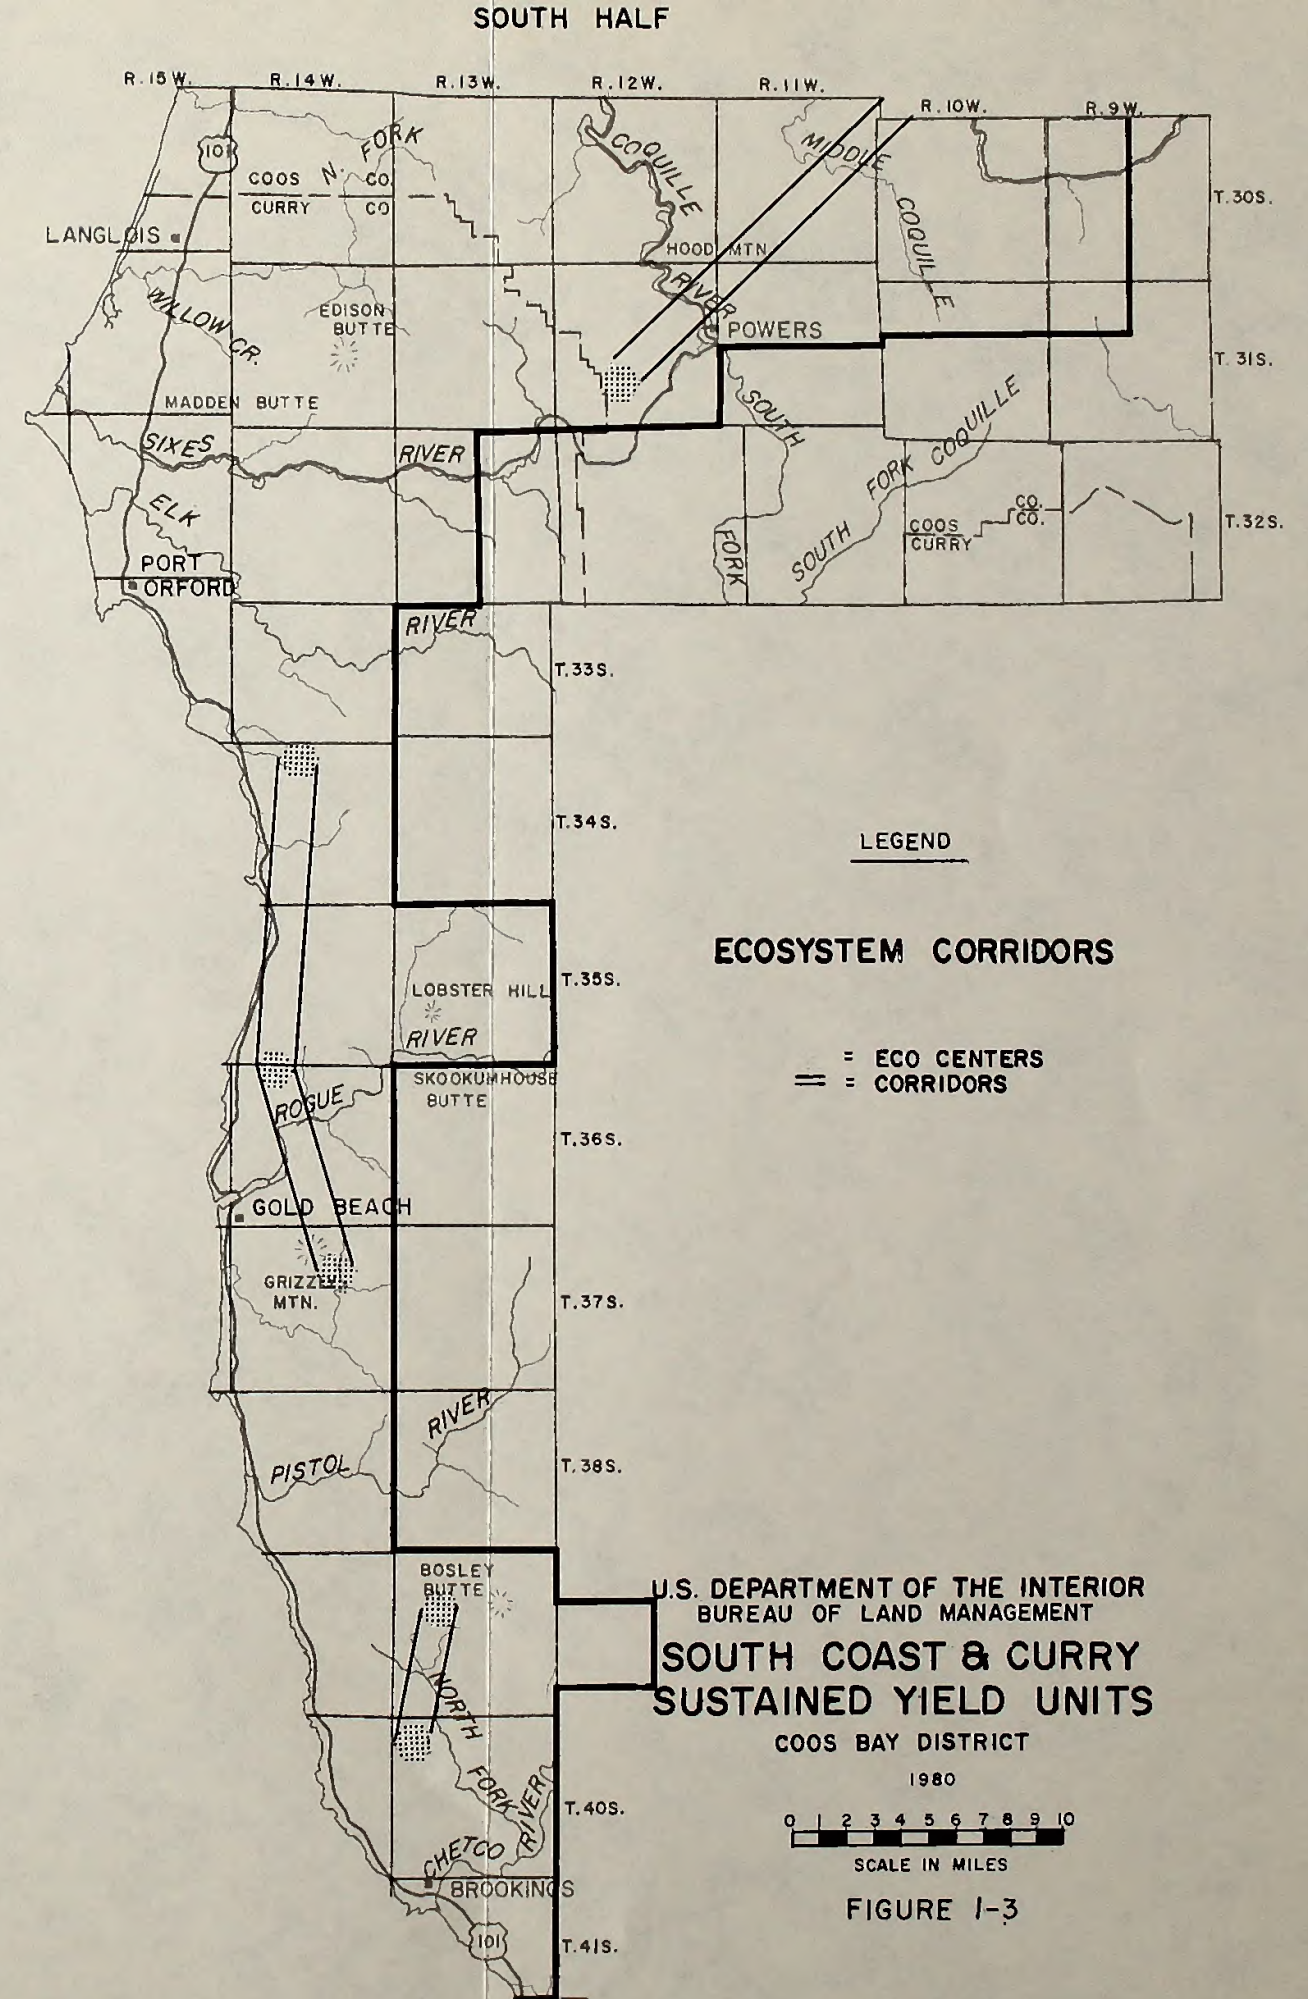 SOUTH HALF
R.15W.
R.14W.
R.13W.
R.12W.
R.11W.
R.10W.
R.9W.
101
N. FORK
COQUILLE
RIVER
MIDDLE
COQUILLE
COOS CO.
CURRY CO
T.30S.
LANGLOIS
HOOD MTN.
WILLOW CR.
EDISON
BUTTE
POWERS
T. 31S.
MADDEN BUTTE
SIXES
RIVER
SOUTH
FORK
SOUTH FORK COQUILLE
ELK
COOS CO.
CURRY CO.
T.32S.
PORT
ORFORD
RIVER
T.33S.
T.34S.
LEGEND
ECOSYSTEM CORRIDORS
LOBSTER HILL
T.35S.
RIVER
= ECO CENTERS
= CORRIDORS
SKOOKUMHOUSE
BUTTE
ROGUE
T.36S.
GOLD BEACH
GRIZZLY
MTN.
T.37S.
RIVER
PISTOL
T.38S.
BOSLEY
BUTTE
U.S. DEPARTMENT OF THE INTERIOR
BUREAU OF LAND MANAGEMENT
SOUTH COAST & CURRY
SUSTAINED YIELD UNITS
COOS BAY DISTRICT
1980
NORTH
FORK
RIVER
CHETCO
T.40S.
0 1 2 3 4 5 6 7 8 9 10
SCALE IN MILES
BROOKINGS
FIGURE 1-3
101
T.41S.